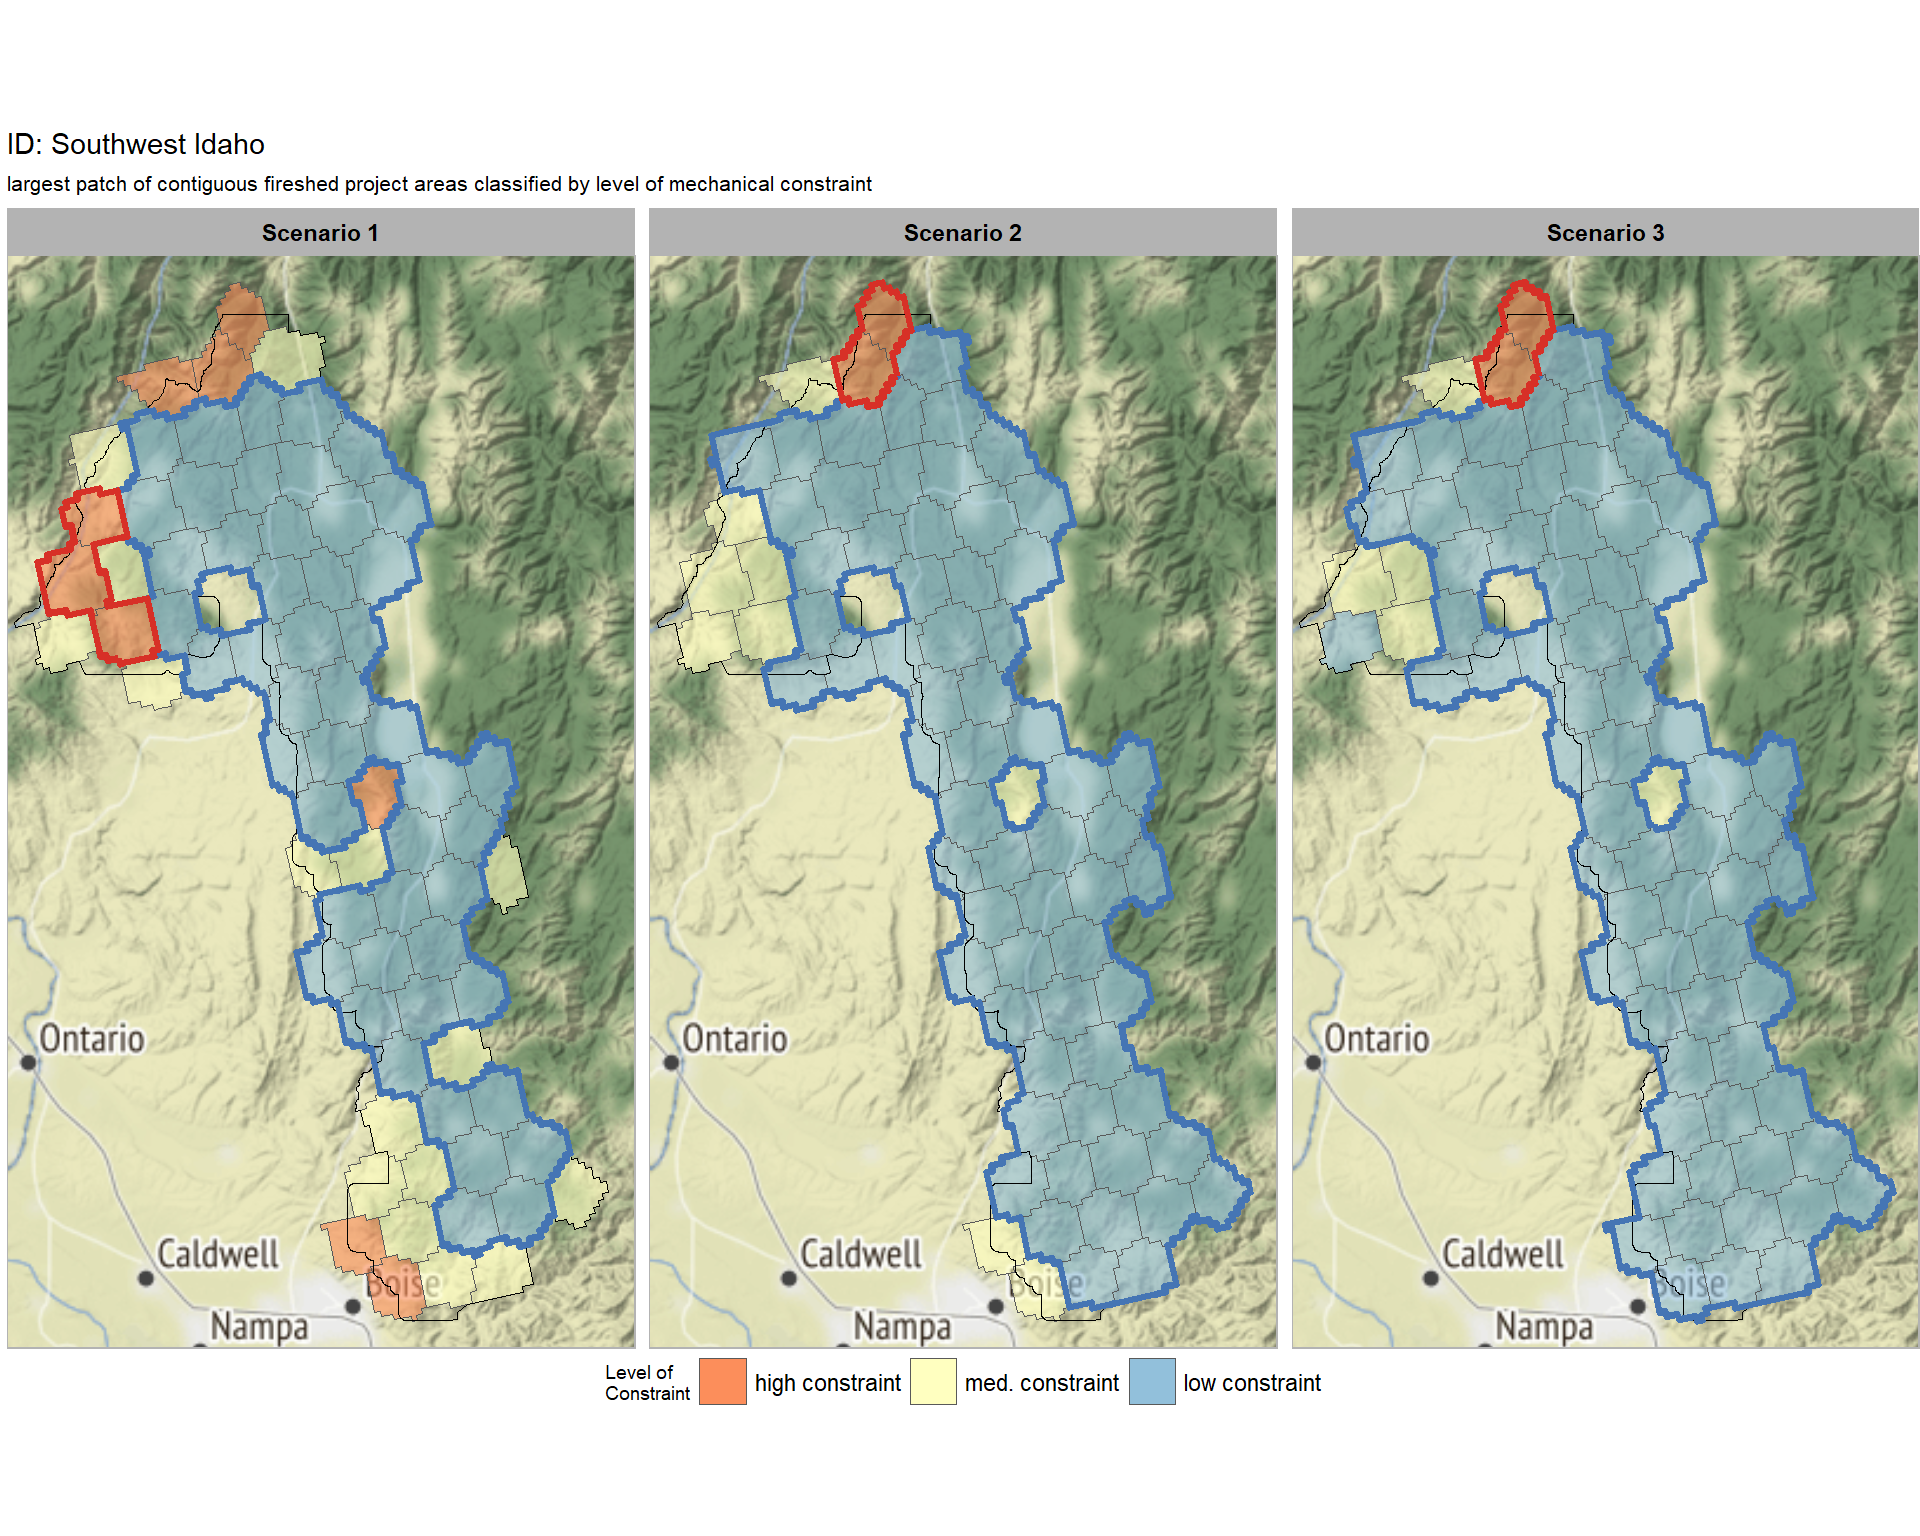 ID: Southwest Idaho
largest patch of contiguous fireshed project areas classified by level of mechanical constraint
Scenario 1
Scenario 2
Scenario 3
Ontario
Caldwell
Boise
Nampa
Ontario
Caldwell
Boise
Nampa
Ontario
Caldwell
Boise
Nampa
Level of
Constraint
high constraint
med. constraint
low constraint